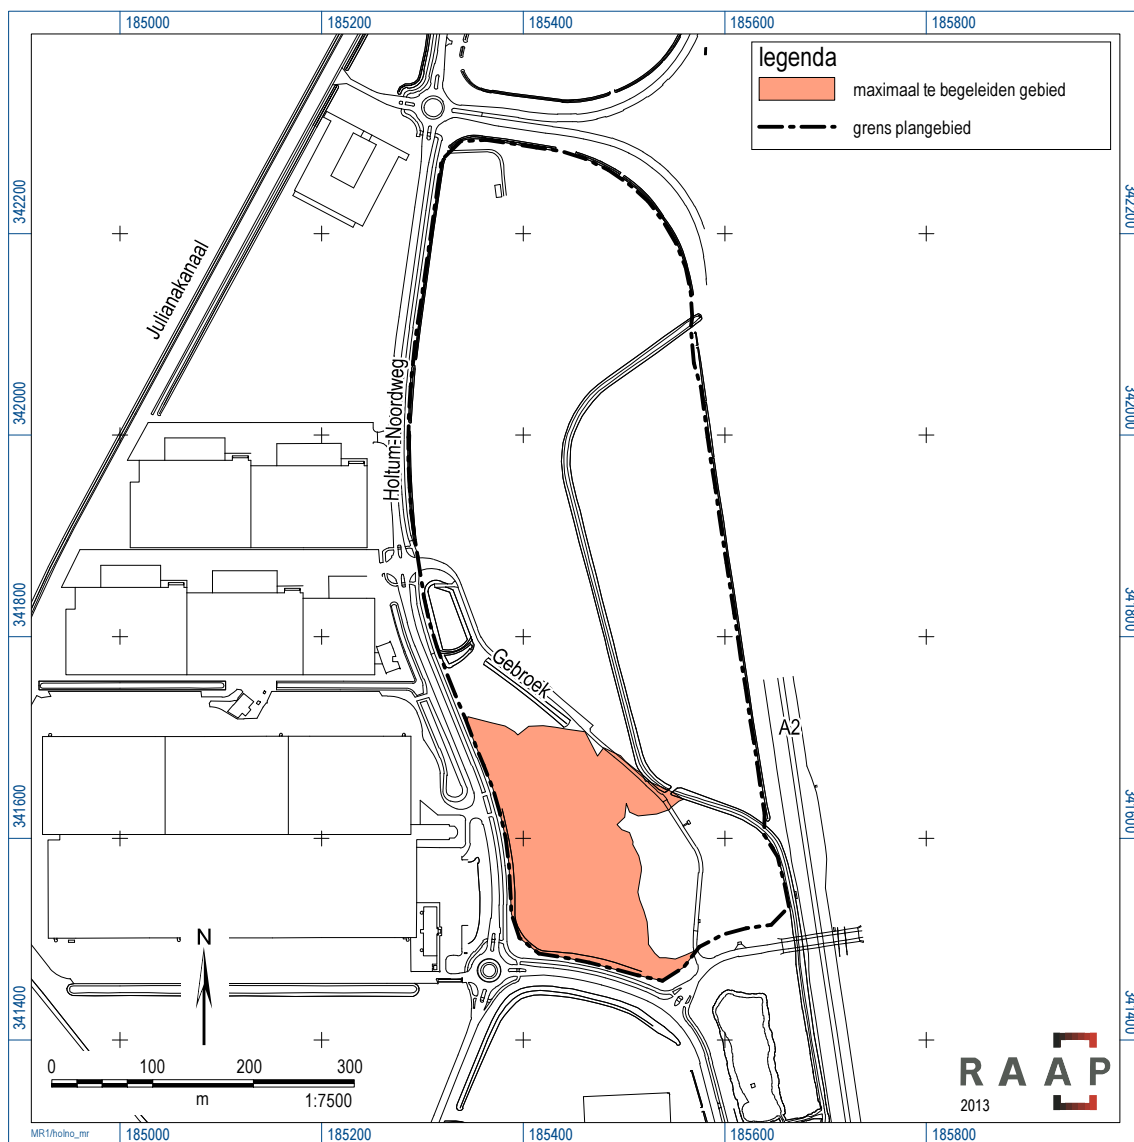 185000
185200
185400
185600
185800
legenda
maximaal te begeleiden gebied
grens plangebied
342200
342200
Julianakanaal
Holtum-Noordweg
342000
342000
341800
341800
Gebroek
A2
341600
341600
N
341400
341400
0 100 200 300
m 1:7500
RAAP
2013
MR1/holno_mr
185000
185200
185400
185600
185800